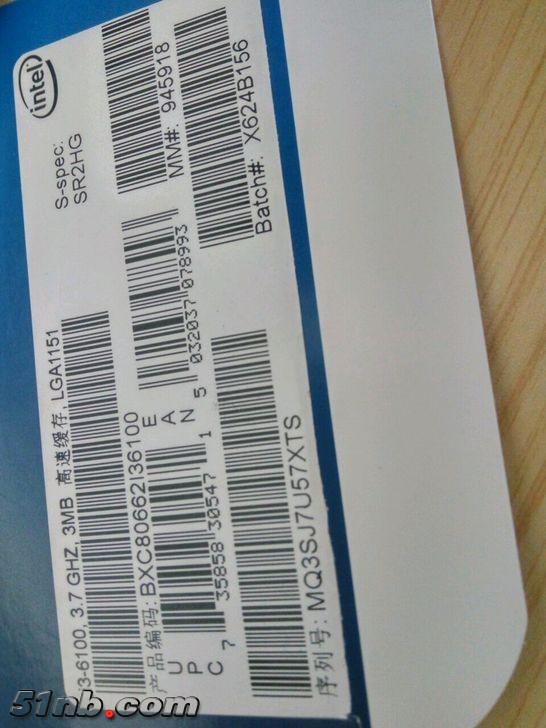 intel
S-spec:
SR2HG
MM#: 945918
Batch#: X624B156
i3-6100, 3.7 GHZ, 3MB 高速缓存, LGA1151
产品编码: BXC80662I36100
UPC
7 35858 30547 1
EAN
5 032037 078993
序列号: MQ3SJ7U57XTS
51nb.com